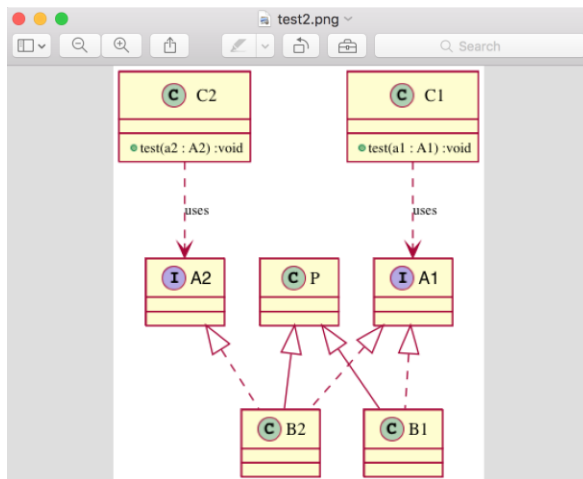 test2.png
Search
C C2
C C1
test(a2 : A2) :void
test(a1 : A1) :void
uses
uses
I A2
C P
I A1
C B2
C B1